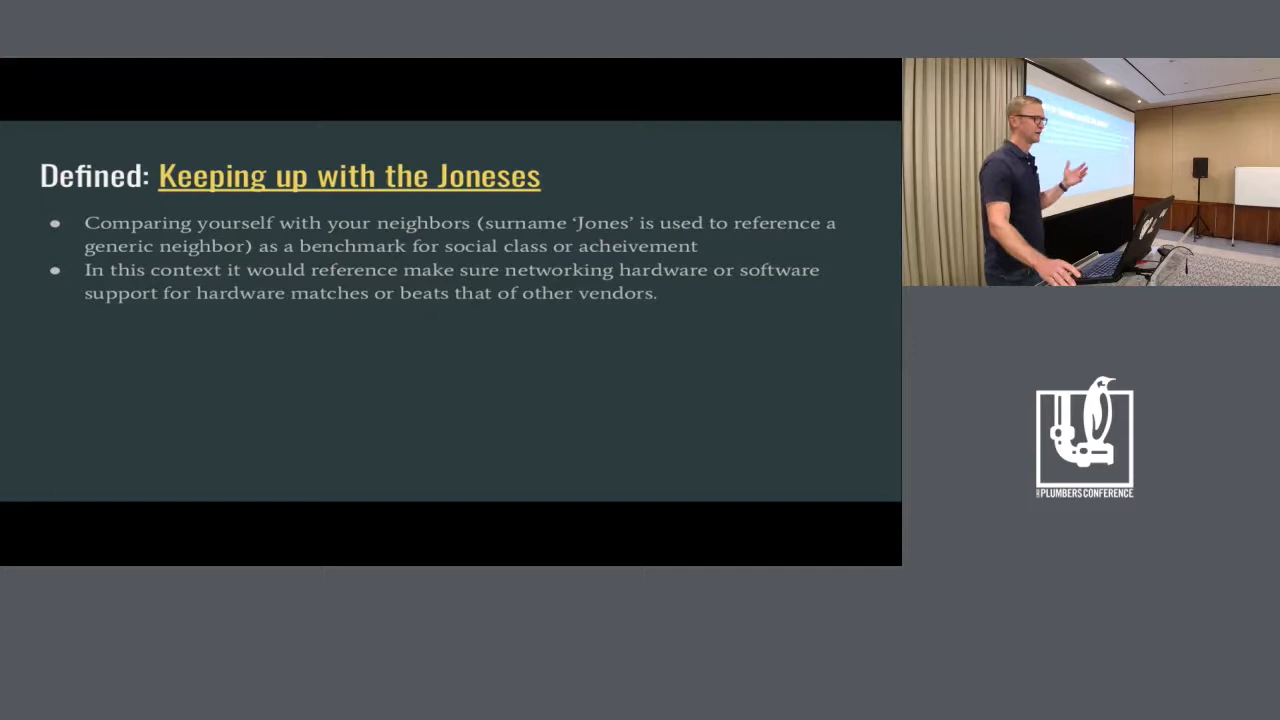 Defined: Keeping up with the Joneses
● Comparing yourself with your neighbors (surname ‘Jones’ is used to reference a
generic neighbor) as a benchmark for social class or acheivement
● In this context it would reference make sure networking hardware or software
support for hardware matches or beats that of other vendors.
PLUMBERS CONFERENCE